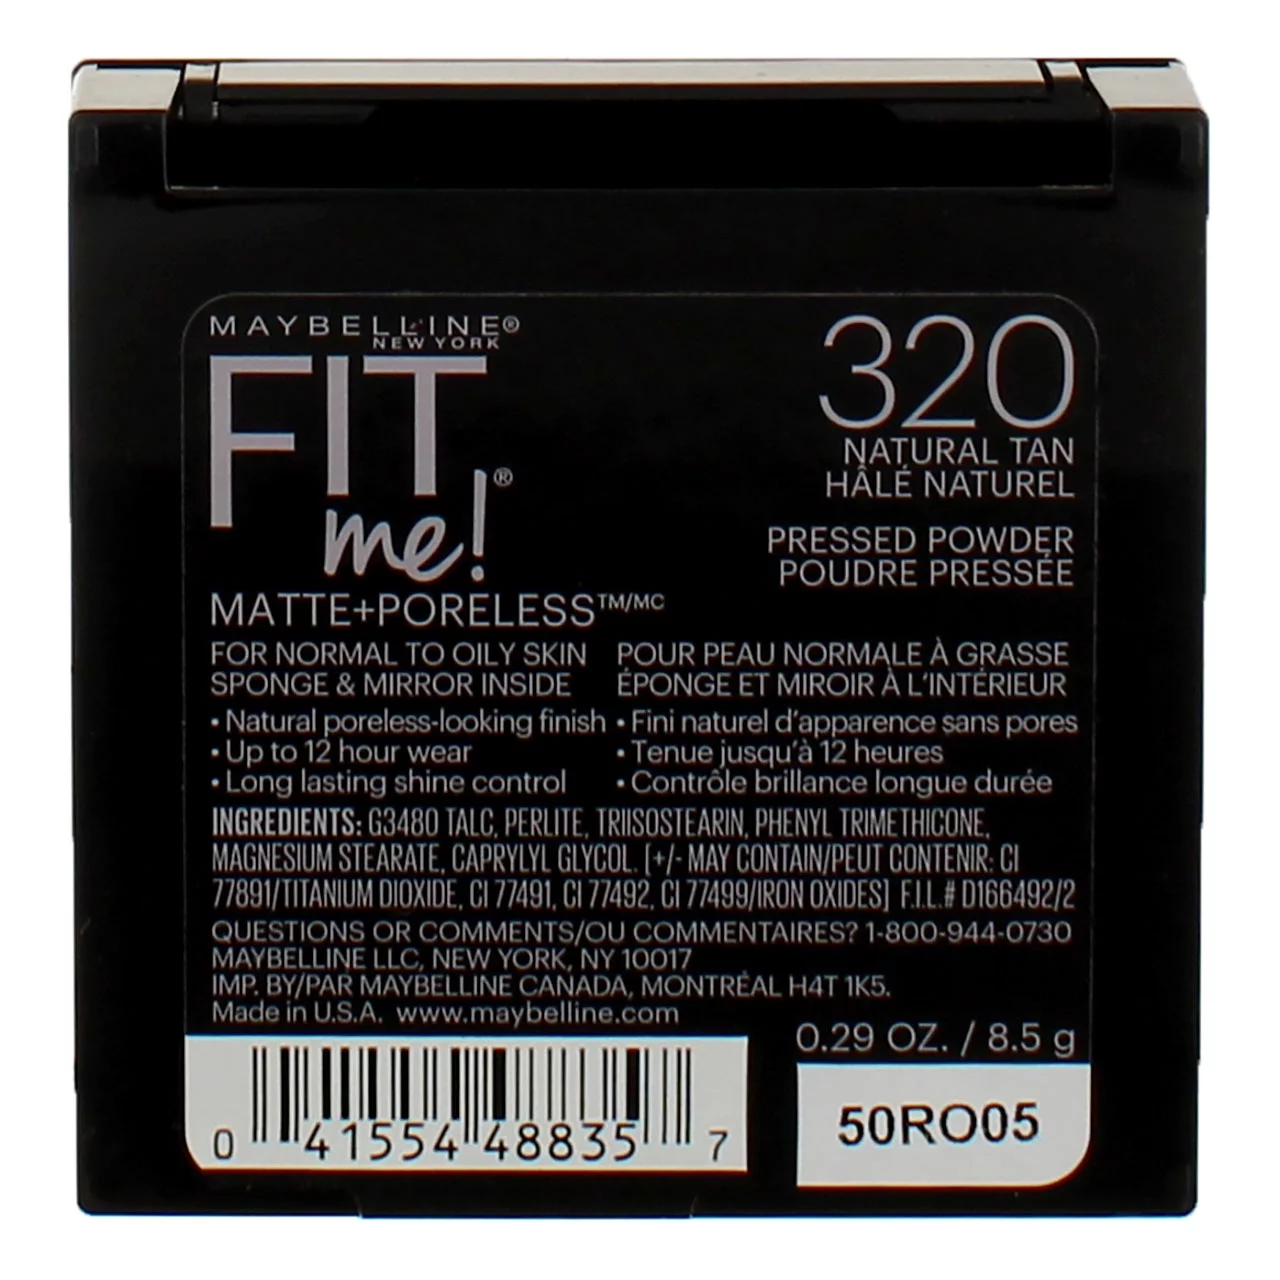 MAYBELLINE®
NEW YORK
FIT
me!®
MATTE+PORELESS™/MC
320
NATURAL TAN
HÂLÉ NATUREL
PRESSED POWDER
POUDRE PRESSÉE
FOR NORMAL TO OILY SKIN
SPONGE & MIRROR INSIDE
• Natural poreless-looking finish
• Up to 12 hour wear
• Long lasting shine control
POUR PEAU NORMALE À GRASSE
ÉPONGE ET MIROIR À L'INTÉRIEUR
• Fini naturel d'apparence sans pores
• Tenue jusqu'à 12 heures
• Contrôle brillance longue durée
INGREDIENTS: G3480 TALC, PERLITE, TRIISOSTEARIN, PHENYL TRIMETHICONE,
MAGNESIUM STEARATE, CAPRYLYL GLYCOL. [+/- MAY CONTAIN/PEUT CONTENIR: CI
77891/TITANIUM DIOXIDE, CI 77491, CI 77492, CI 77499/IRON OXIDES] F.I.L.# D166492/2
QUESTIONS OR COMMENTS/OU COMMENTAIRES? 1-800-944-0730
MAYBELLINE LLC, NEW YORK, NY 10017
IMP. BY/PAR MAYBELLINE CANADA, MONTRÉAL H4T 1K5.
Made in U.S.A. www.maybelline.com
0.29 OZ. / 8.5 g
0 41554 48835 7
50RO05